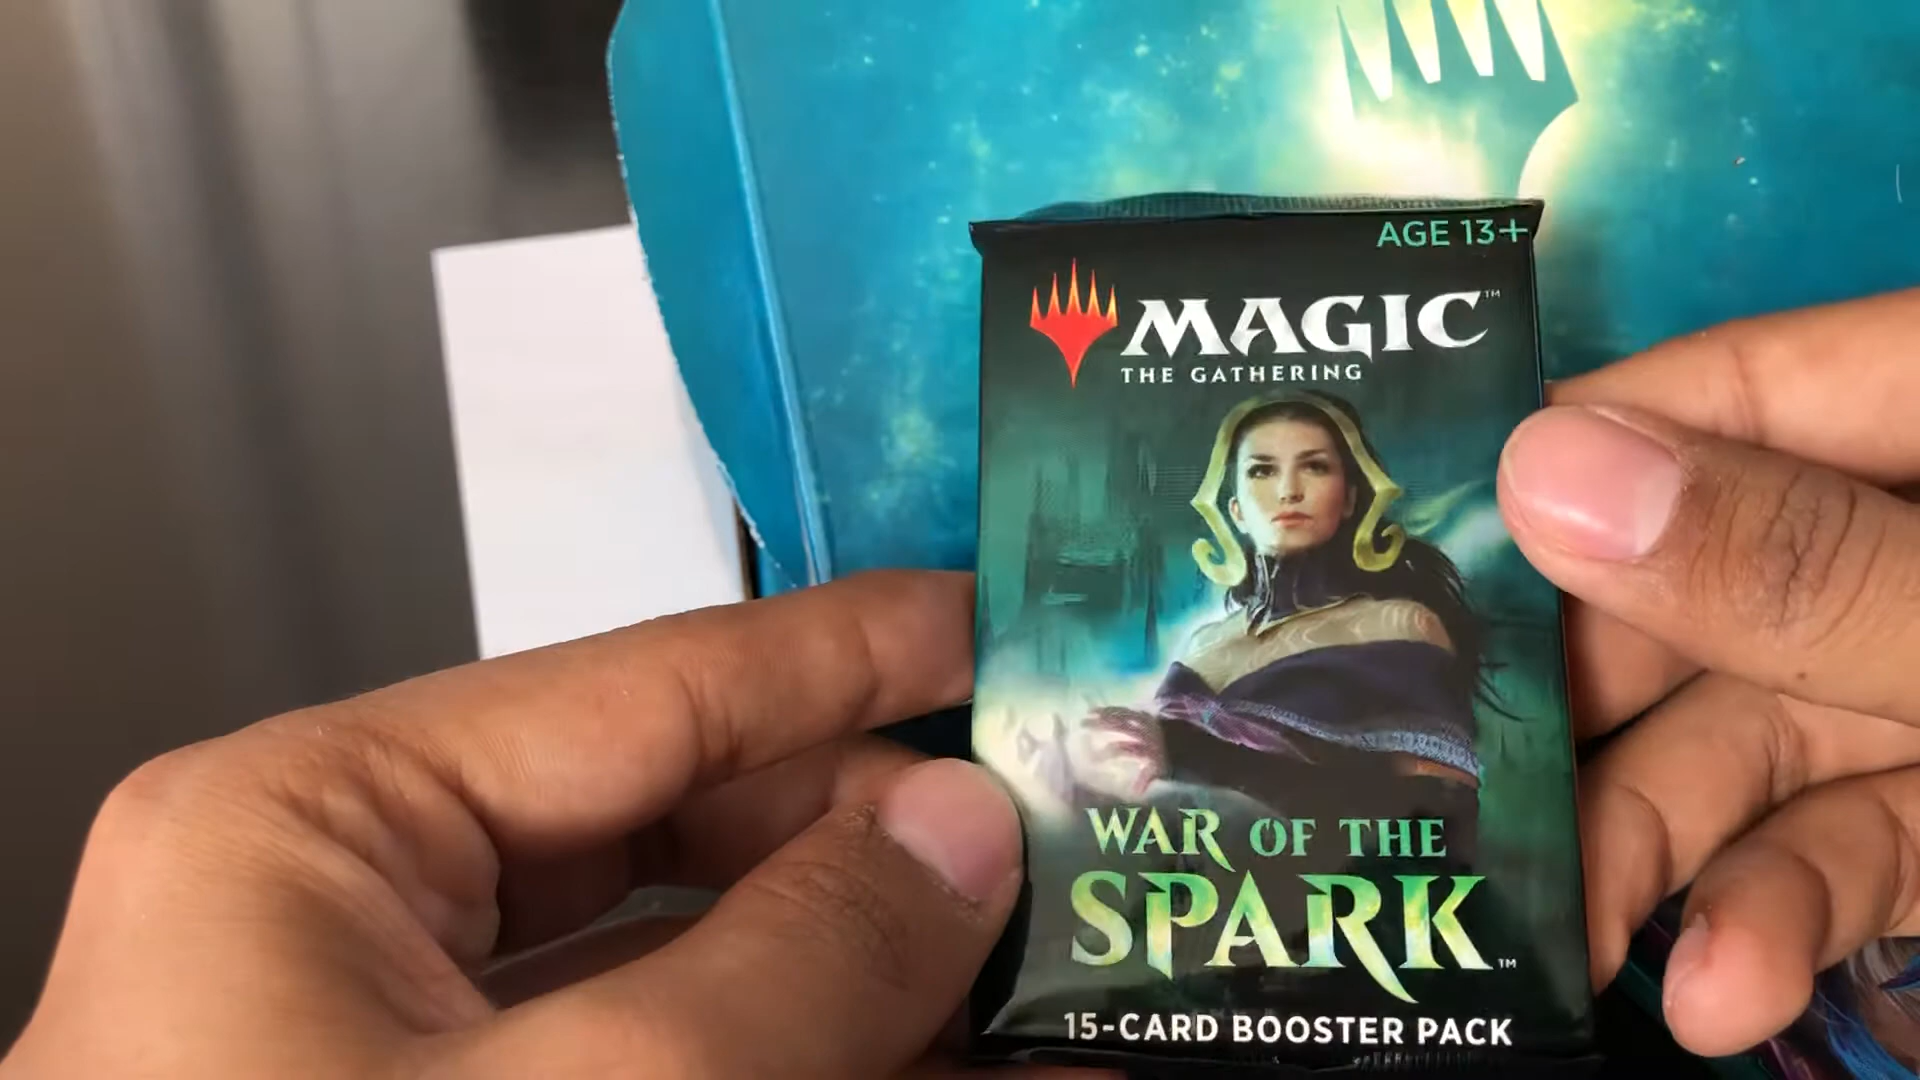 AGE 13+
MAGIC™
THE GATHERING
WAR OF THE
SPARK™
15-CARD BOOSTER PACK